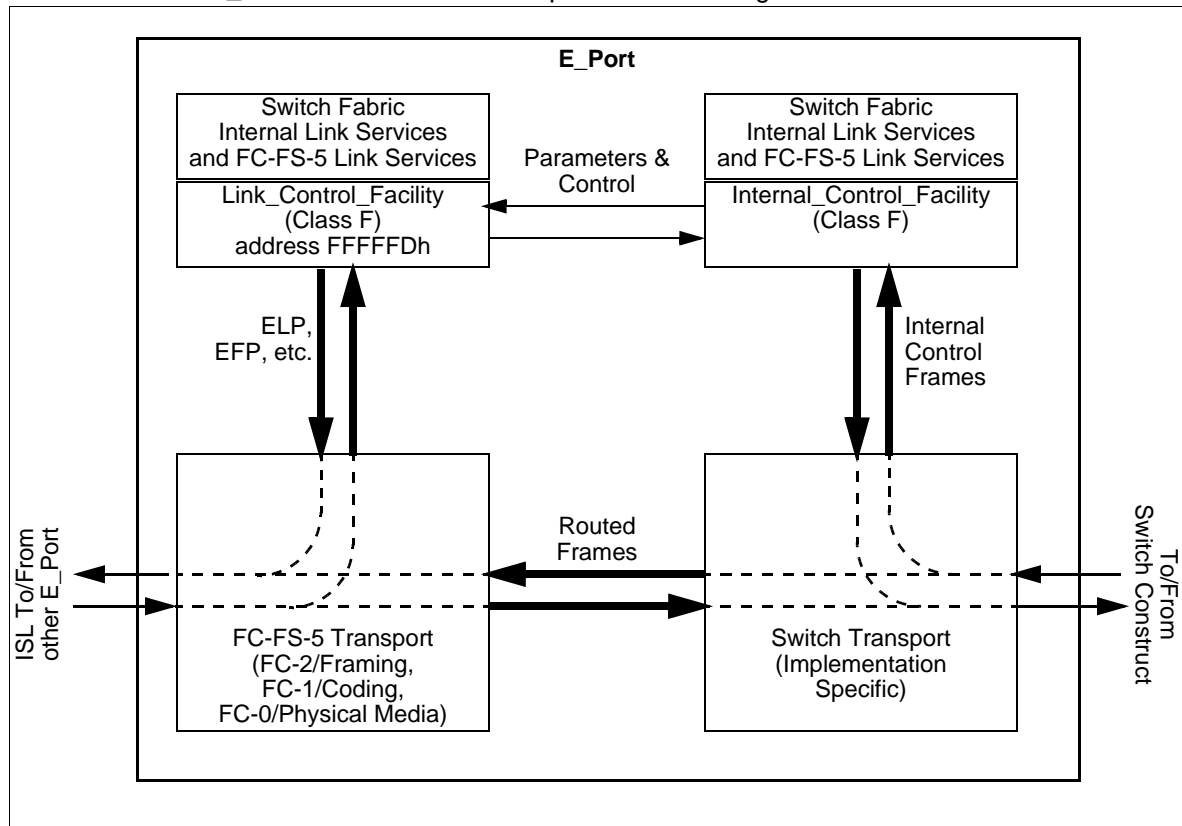 E_Port
Switch Fabric
Internal Link Services
and FC-FS-5 Link Services
Link_Control_Facility
(Class F)
address FFFFFDh
Parameters &
Control
Switch Fabric
Internal Link Services
and FC-FS-5 Link Services
Internal_Control_Facility
(Class F)
ELP,
EFP, etc.
Internal
Control
Frames
ISL To/From
other E_Port
Routed
Frames
To/From
Switch Construct
FC-FS-5 Transport
(FC-2/Framing,
FC-1/Coding,
FC-0/Physical Media)
Switch Transport
(Implementation
Specific)